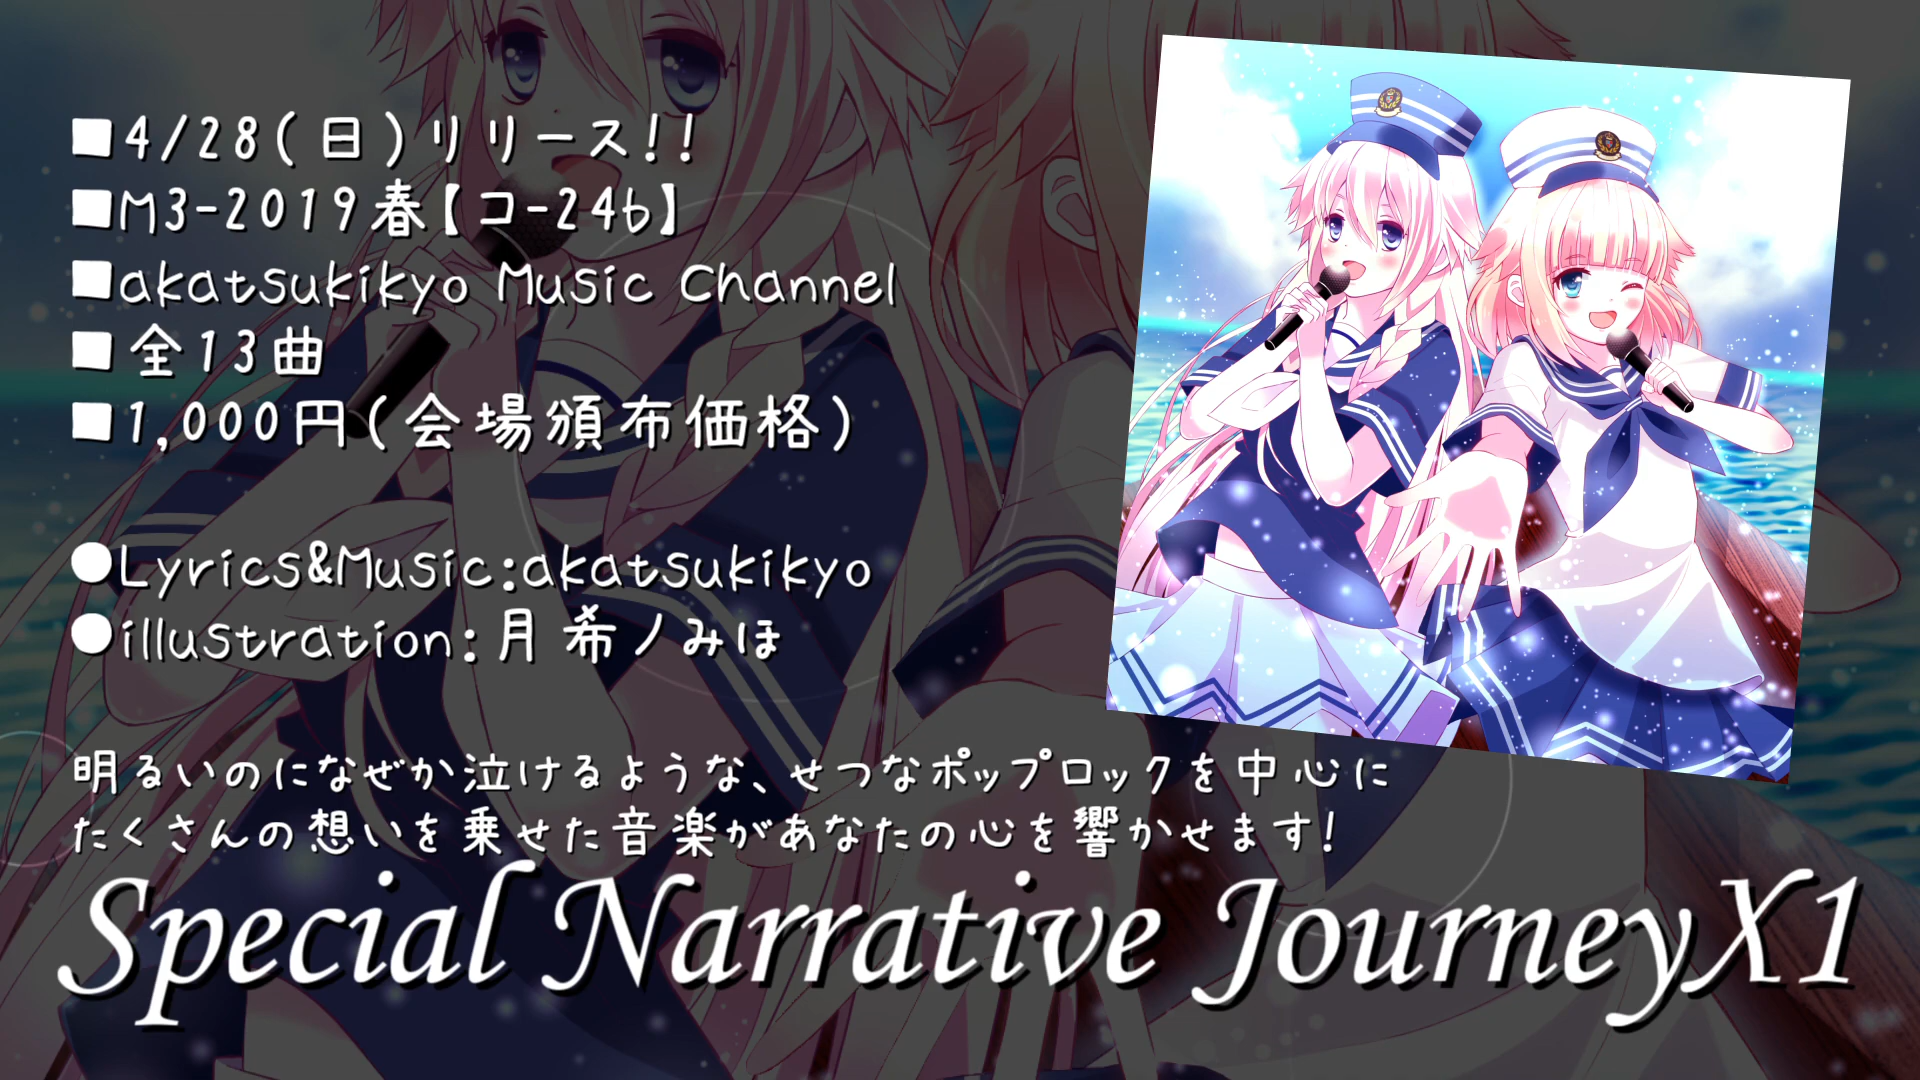 ■4/28(日)リリース!!
■M3-2019春【コ-24b】
■akatsukikyo Music Channel
■全13曲
■1,000円(会場頒布価格)
●Lyrics&Music:akatsukikyo
●illustration:月希ノみほ
明るいのになぜか泣けるような、せつなポップロックを中心に
たくさんの想いを乗せた音楽があなたの心を響かせます!
Special Narrative JourneyX1